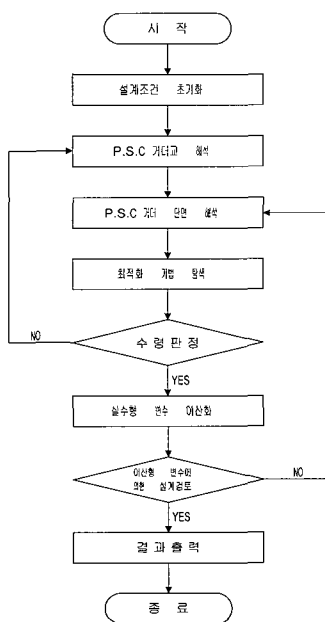 시 작
설계조건 초기화
P.S.C 거더교 해석
P.S.C 거더 단면 해석
최적화 기법 탐색
수 렴 판 정
NO
YES
실수형 변수 이산화
이산형 변수에
의한 설계검토
NO
YES
결 과 출 력
종 료